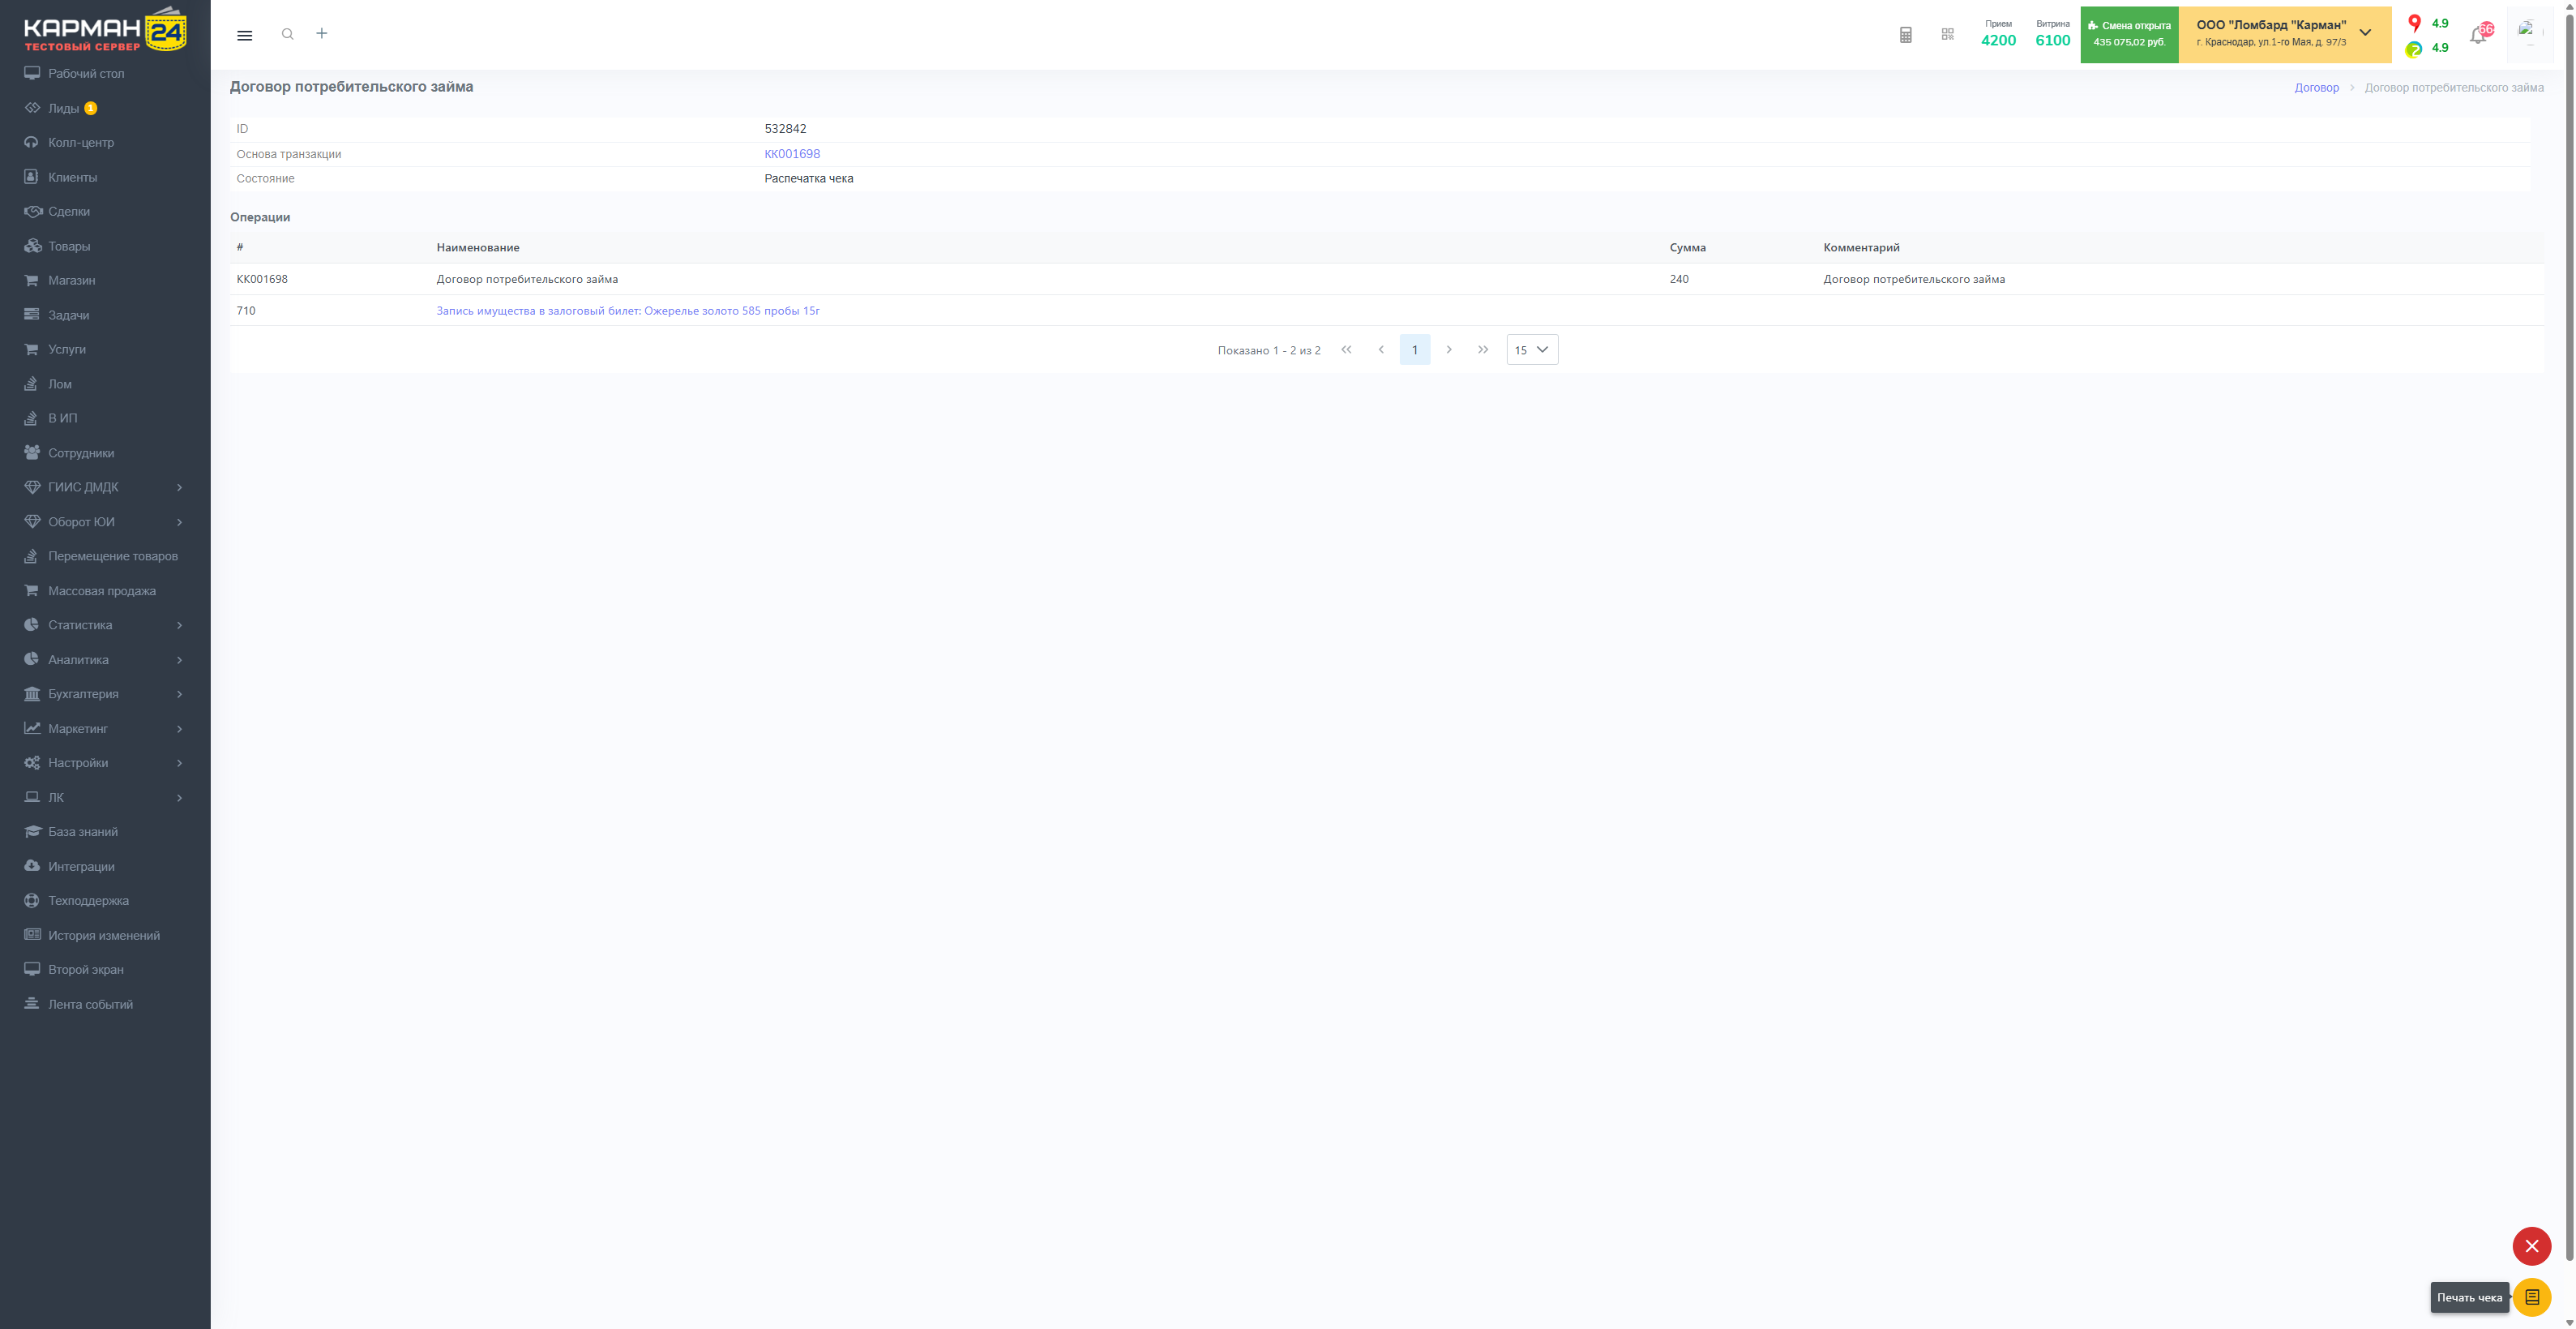 КАРМАН 24
ТЕСТОВЫЙ СЕРВЕР
Рабочий стол
Лиды 1
Колл-центр
Клиенты
Сделки
Товары
Магазин
Задачи
Услуги
Лом
В ИП
Сотрудники
ГИИС ДМДК
Оборот ЮИ
Перемещение товаров
Массовая продажа
Статистика
Аналитика
Бухгалтерия
Маркетинг
Настройки
ЛК
База знаний
Интеграции
Техподдержка
История изменений
Второй экран
Лента событий
Прием
4200
Витрина
6100
Смена открыта
435 075,02 руб.
ООО "Ломбард "Карман"
г. Краснодар, ул.1-го Мая, д. 97/3
4.9
4.9
Договор потребительского займа
Договор > Договор потребительского займа
ID 532842
Основа транзакции КК001698
Состояние Распечатка чека
Операции
# Наименование Сумма Комментарий
КК001698 Договор потребительского займа 240 Договор потребительского займа
710 Запись имущества в залоговый билет: Ожерелье золото 585 пробы 15г
Показано 1 - 2 из 2 1 15
Печать чека